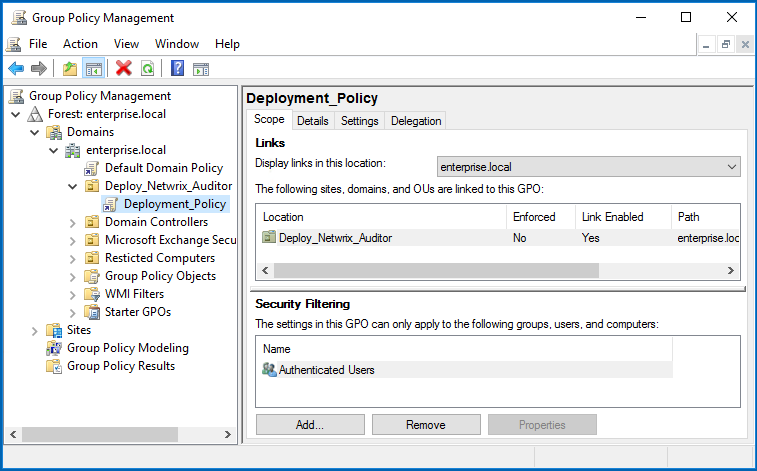 Group Policy Management
File Action View Window Help
Group Policy Management
Forest: enterprise.local
Domains
enterprise.local
Default Domain Policy
Deploy_Netwrix_Auditor
Deployment_Policy
Domain Controllers
Microsoft Exchange Secu
Resticted Computers
Group Policy Objects
WMI Filters
Starter GPOs
Sites
Group Policy Modeling
Group Policy Results
Deployment_Policy
Scope Details Settings Delegation
Links
Display links in this location: enterprise.local
The following sites, domains, and OUs are linked to this GPO:
Location Enforced Link Enabled Path
Deploy_Netwrix_Auditor No Yes enterprise.loc
Security Filtering
The settings in this GPO can only apply to the following groups, users, and computers:
Name
Authenticated Users
Add... Remove Properties